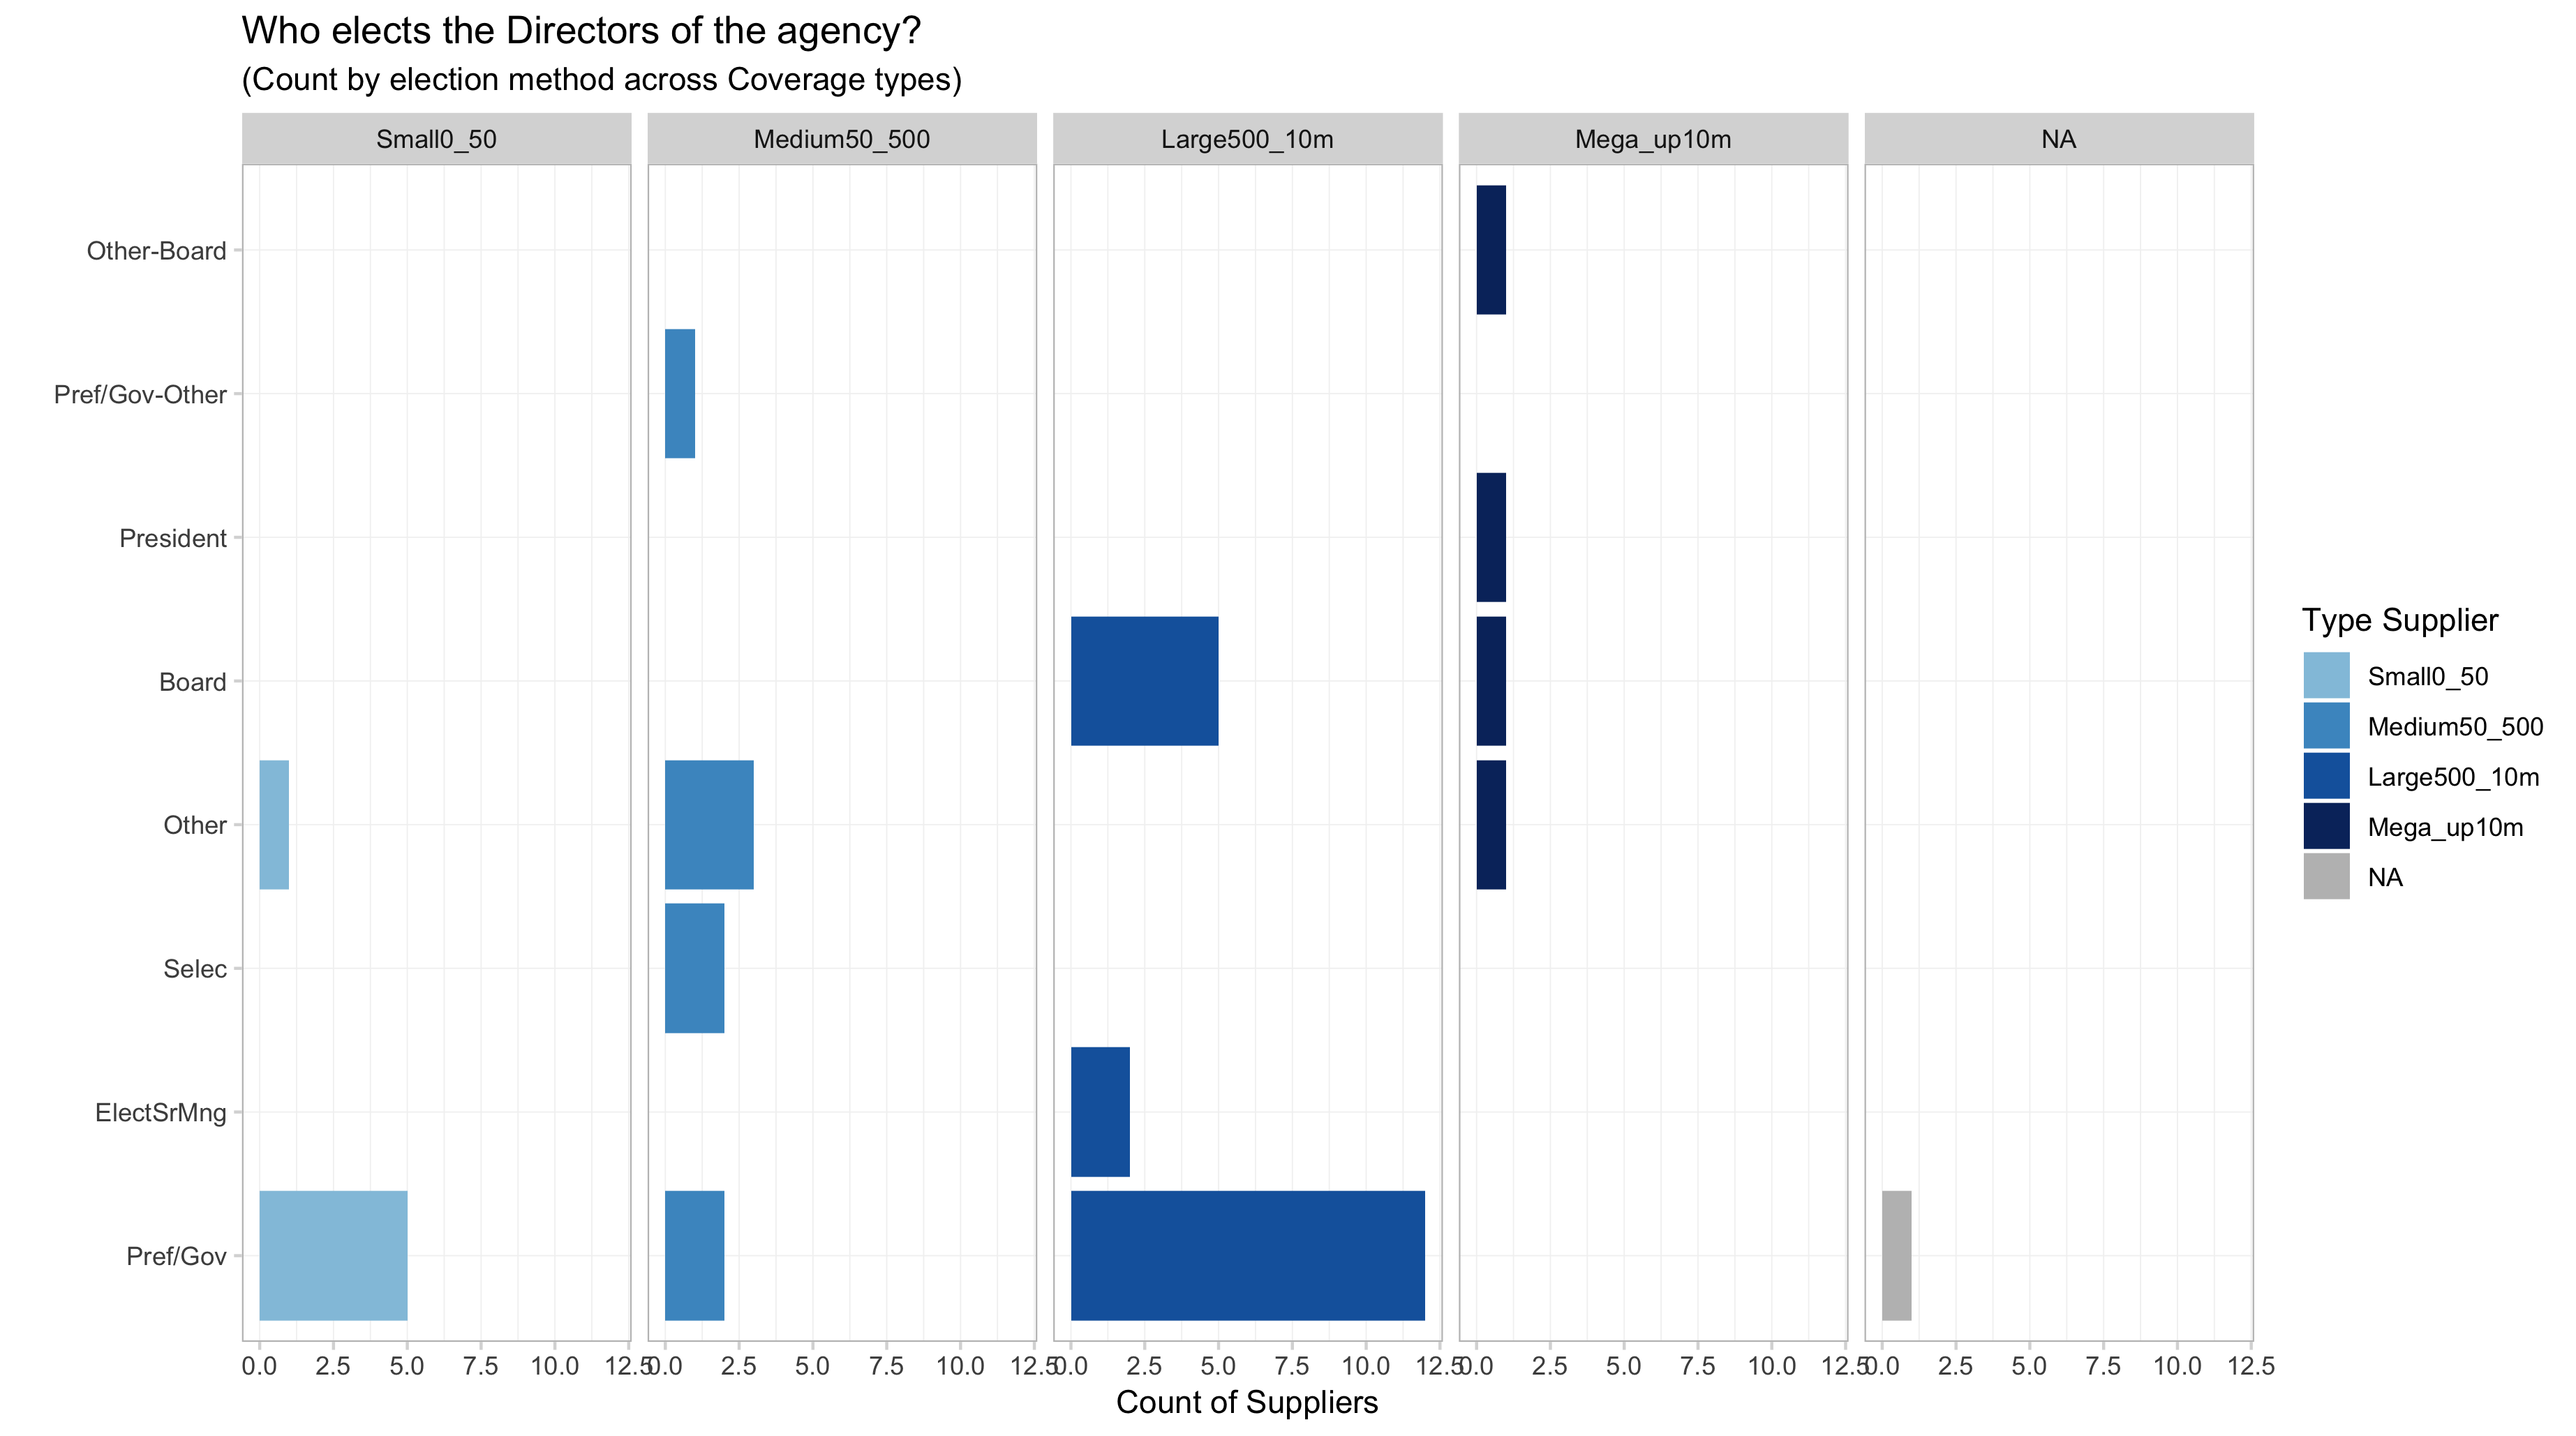 Who elects the Directors of the agency?
(Count by election method across Coverage types)
Small0_50 Medium50_500 Large500_10m Mega_up10m NA
Other-Board
Pref/Gov-Other
President
Board
Other
Selec
ElectSrMng
Pref/Gov
0.0 2.5 5.0 7.5 10.0 12.5 0.0 2.5 5.0 7.5 10.0 12.5 0.0 2.5 5.0 7.5 10.0 12.5 0.0 2.5 5.0 7.5 10.0 12.5 0.0 2.5 5.0 7.5 10.0 12.5
Count of Suppliers
Type Supplier
Small0_50
Medium50_500
Large500_10m
Mega_up10m
NA